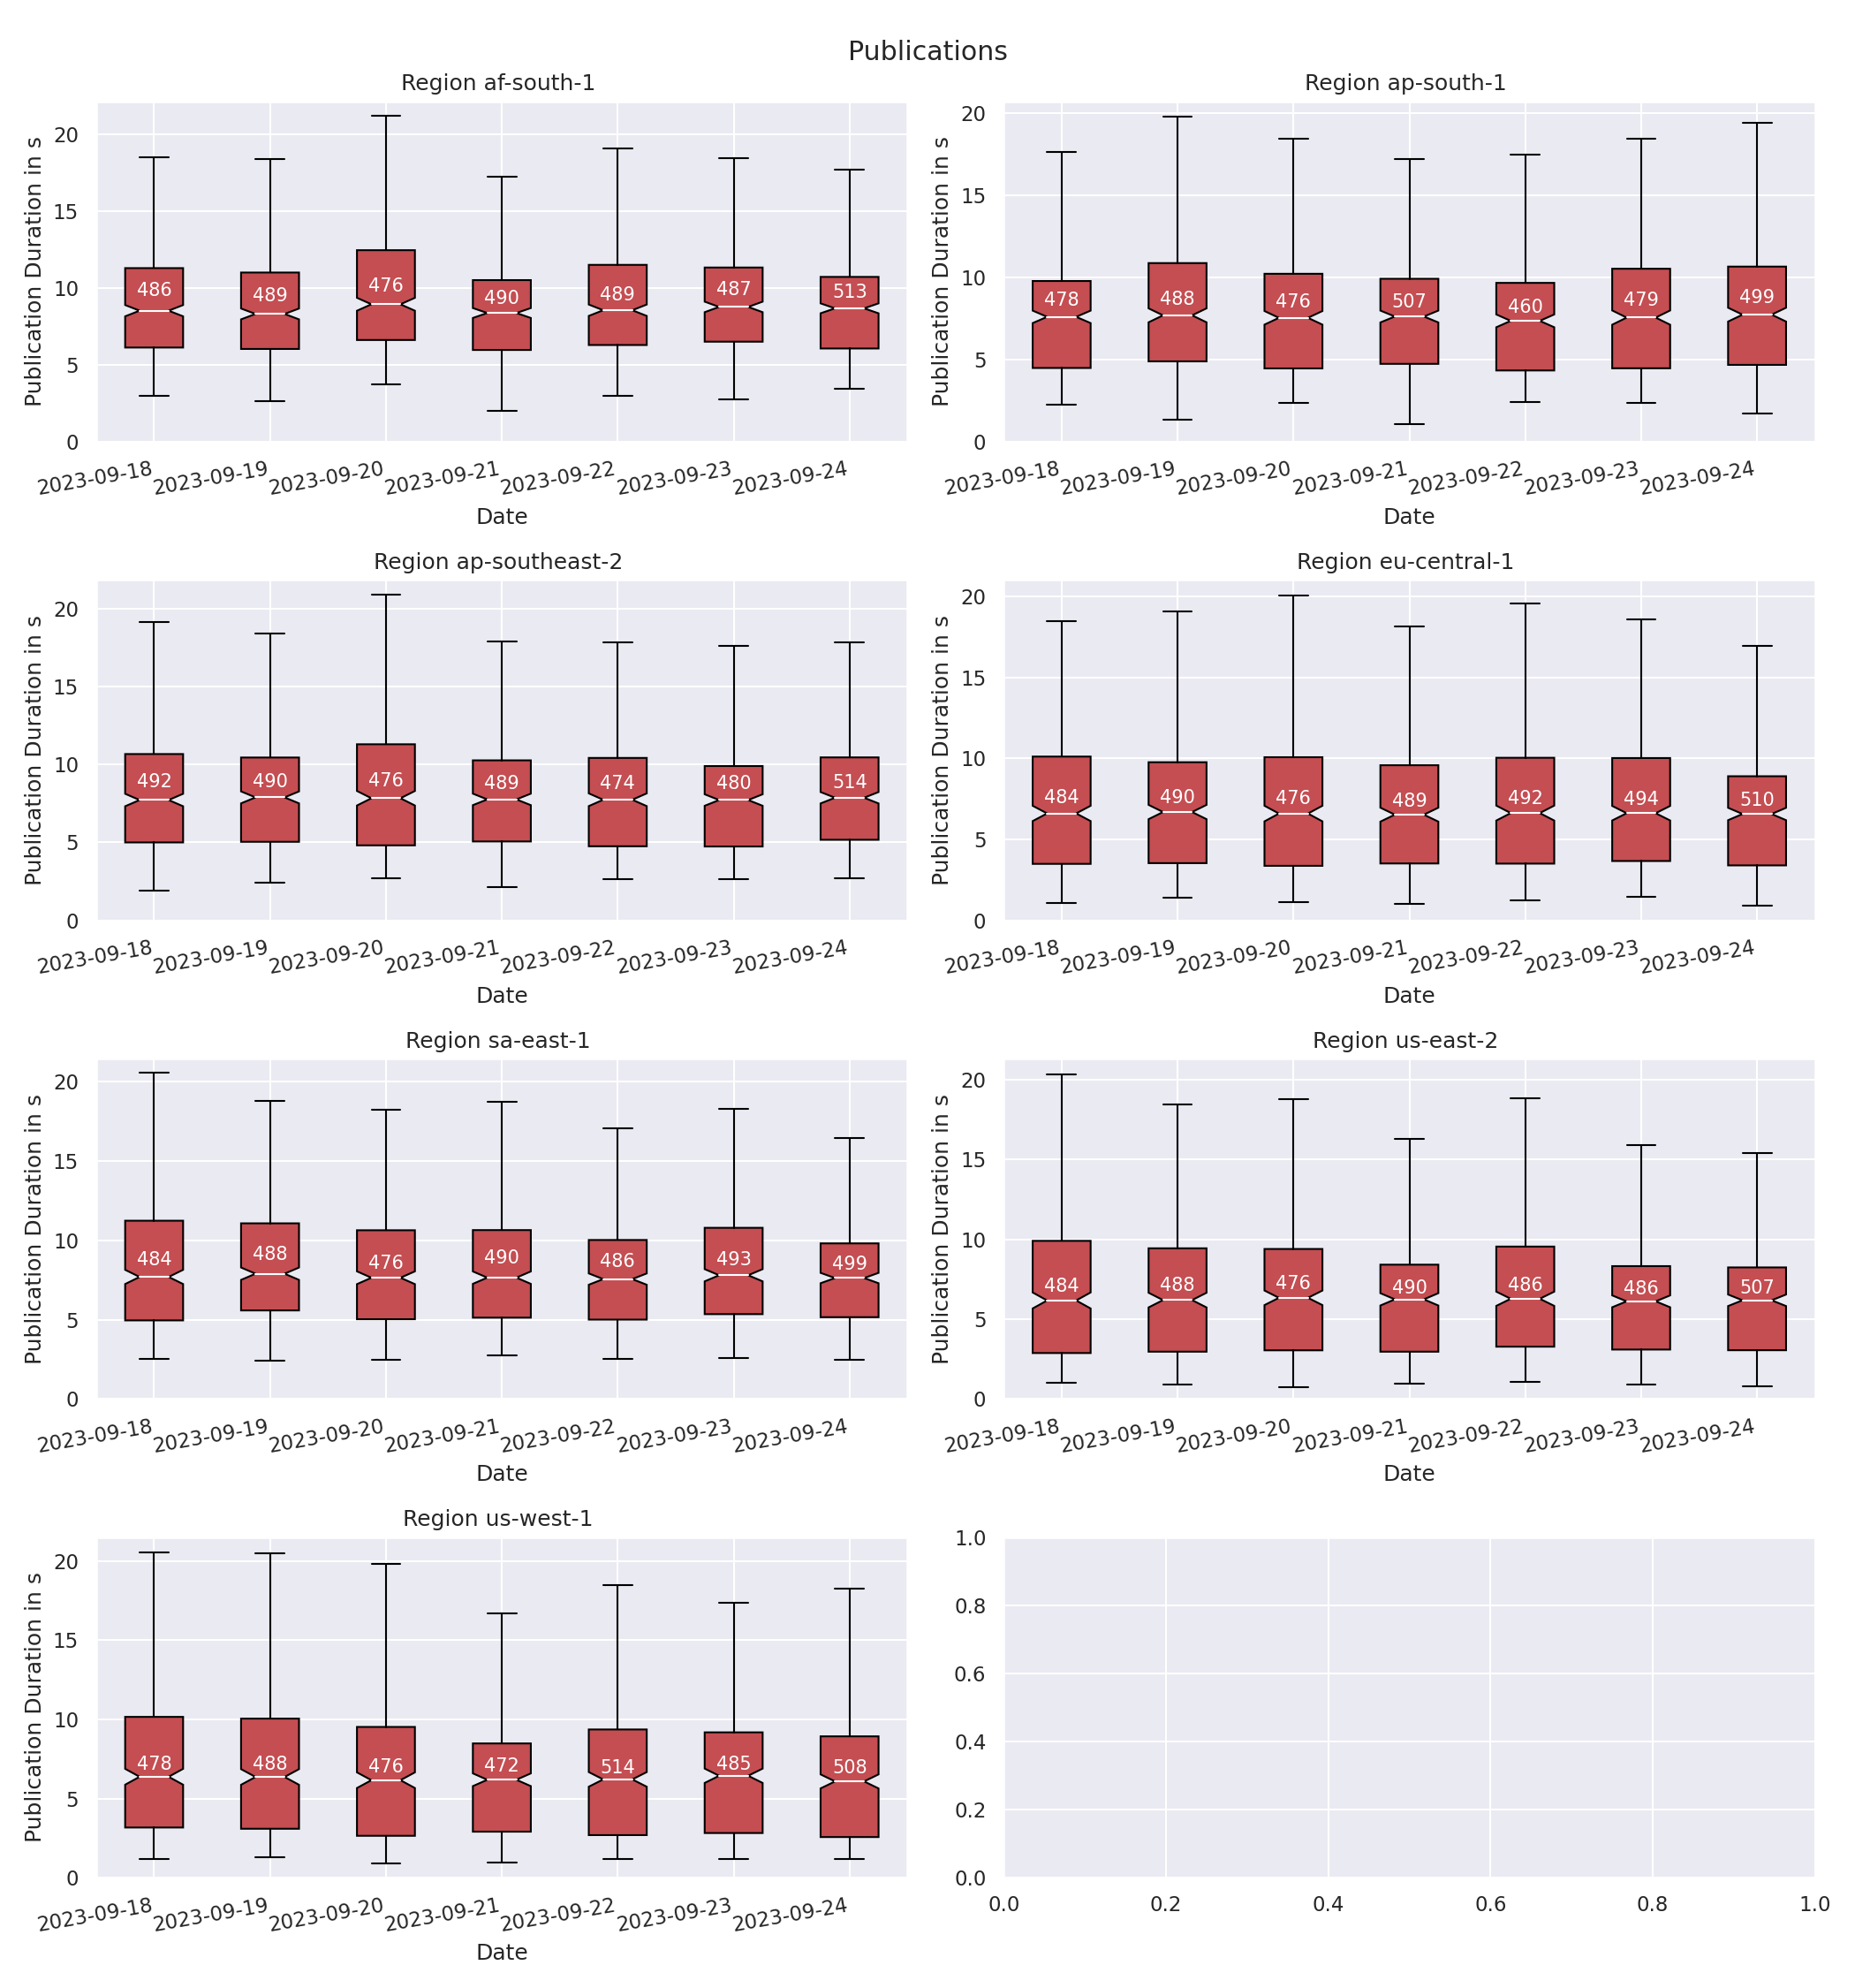 Publications
Region af-south-1
Publication Duration in s
20
15
10
5
0
486 489 476 490 489 487 513
2023-09-18 2023-09-19 2023-09-20 2023-09-21 2023-09-22 2023-09-23 2023-09-24
Date
Region ap-south-1
Publication Duration in s
20
15
10
5
0
478 488 476 507 460 479 499
2023-09-18 2023-09-19 2023-09-20 2023-09-21 2023-09-22 2023-09-23 2023-09-24
Date
Region ap-southeast-2
Publication Duration in s
20
15
10
5
0
492 490 476 489 474 480 514
2023-09-18 2023-09-19 2023-09-20 2023-09-21 2023-09-22 2023-09-23 2023-09-24
Date
Region eu-central-1
Publication Duration in s
20
15
10
5
0
484 490 476 489 492 494 510
2023-09-18 2023-09-19 2023-09-20 2023-09-21 2023-09-22 2023-09-23 2023-09-24
Date
Region sa-east-1
Publication Duration in s
20
15
10
5
0
484 488 476 490 486 493 499
2023-09-18 2023-09-19 2023-09-20 2023-09-21 2023-09-22 2023-09-23 2023-09-24
Date
Region us-east-2
Publication Duration in s
20
15
10
5
0
484 488 476 490 486 486 507
2023-09-18 2023-09-19 2023-09-20 2023-09-21 2023-09-22 2023-09-23 2023-09-24
Date
Region us-west-1
Publication Duration in s
20
15
10
5
0
478 488 476 472 514 485 508
2023-09-18 2023-09-19 2023-09-20 2023-09-21 2023-09-22 2023-09-23 2023-09-24
Date
1.0
0.8
0.6
0.4
0.2
0.0
0.0 0.2 0.4 0.6 0.8 1.0